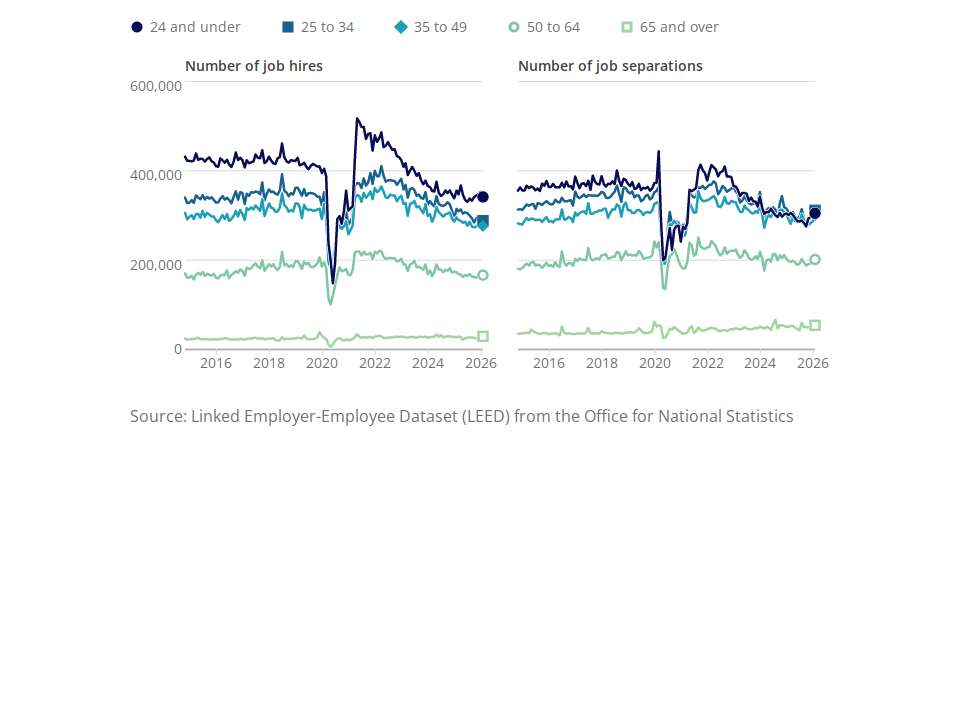 24 and under 25 to 34 35 to 49 50 to 64 65 and over
Number of job hires Number of job separations
600,000
400,000
200,000
0
2016 2018 2020 2022 2024 2026 2016 2018 2020 2022 2024 2026
Source: Linked Employer-Employee Dataset (LEED) from the Office for National Statistics